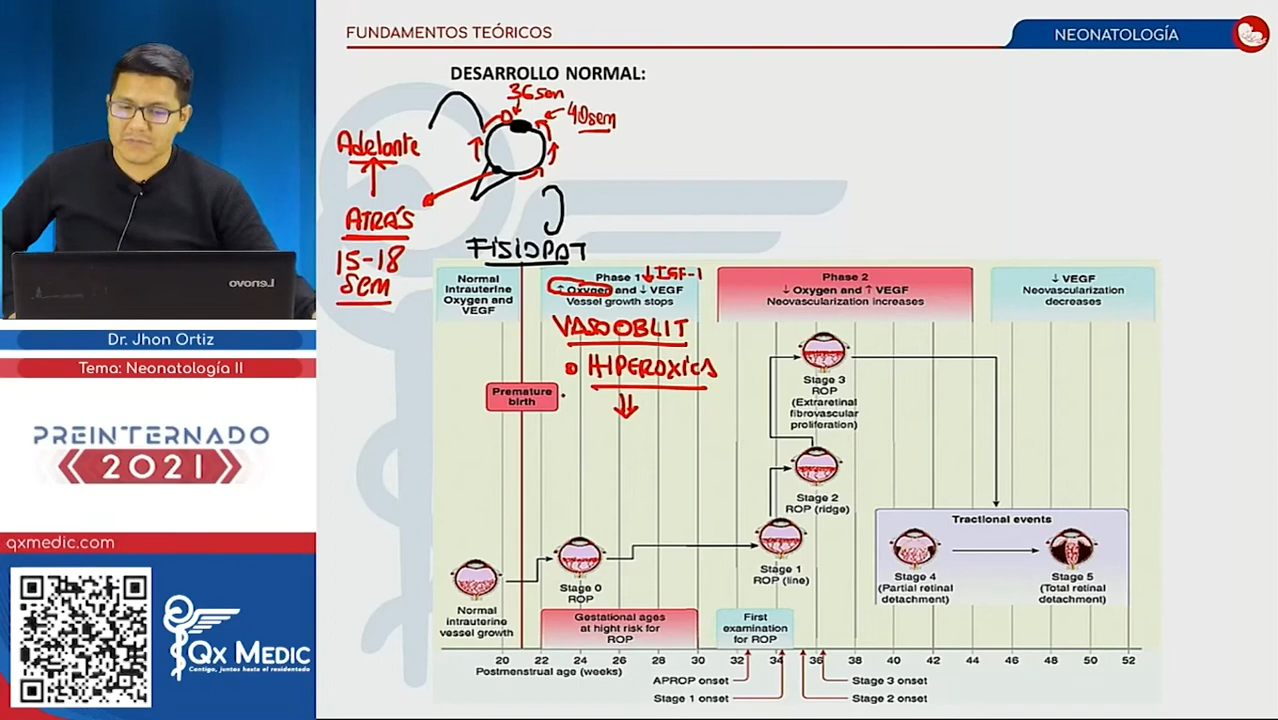 FUNDAMENTOS TEÓRICOS
NEONATOLOGÍA
DESARROLLO NORMAL:
36sem
40sem
Adelante
ATRÁS
15-18
SEM
FISIOPAT
Normal
Intrauterine
Oxygen and
VEGF
Phase 1
↓IGF-1
↑ Oxygen and ↓ VEGF
Vessel growth stops
Phase 2
↓ Oxygen and ↑ VEGF
Neovascularization increases
↓ VEGF
Neovascularization
decreases
VASOOBLIT
• HIPEROXICA
Premature
birth
Stage 3
ROP
(Extraretinal
fibrovascular
proliferation)
Stage 2
ROP (ridge)
Stage 1
ROP (line)
Stage 0
ROP
Normal
intrauterine
vessel growth
Tractional events
Stage 4
(Partial retinal
detachment)
Stage 5
(Total retinal
detachment)
Gestational ages
at hight risk for
ROP
First
examination
for ROP
20 22 24 26 28 30 32 34 36 38 40 42 44 46 48 50 52
Postmenstrual age (weeks)
APROP onset
Stage 1 onset
Stage 3 onset
Stage 2 onset
Lenovo
Dr. Jhon Ortiz
Tema: Neonatología II
PREINTERNADO
2021
qxmedic.com
QX MEDIC
Contigo, juntos hasta el residentado